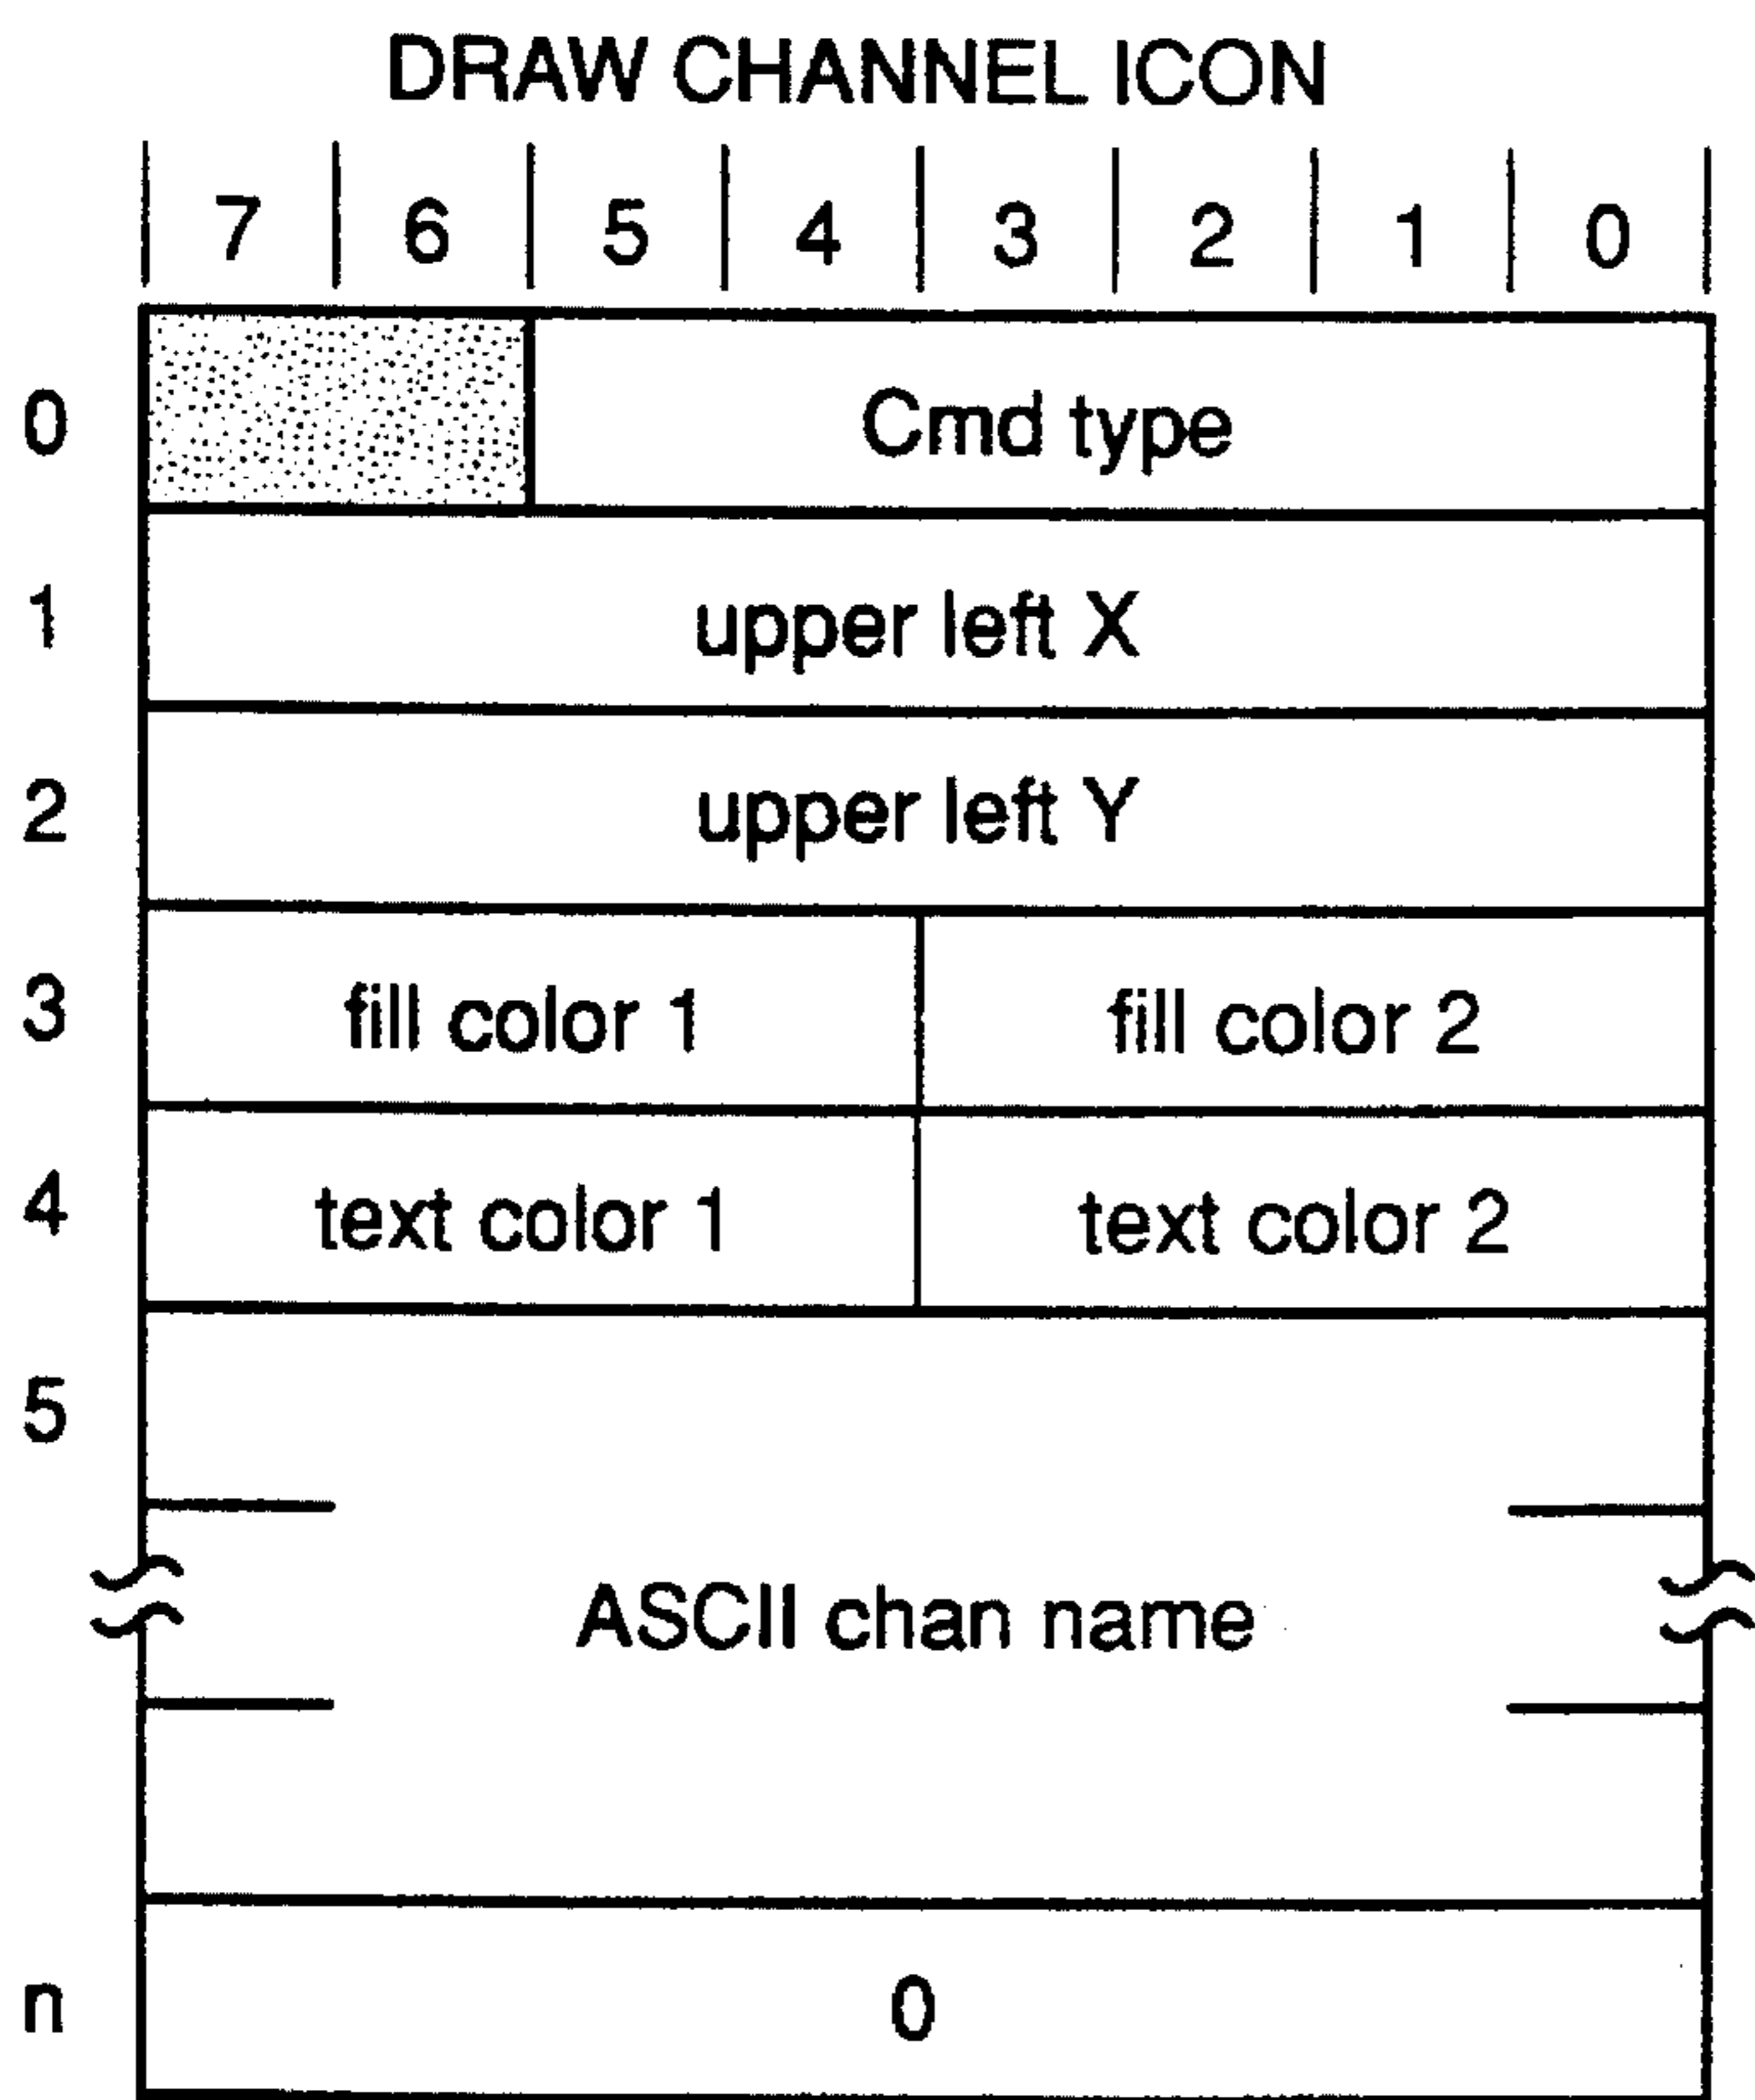 DRAW CHANNEL ICON
7 6 5 4 3 2 1 0
0 Cmd type
1 upper left X
2 upper left Y
3 fill color 1 fill color 2
4 text color 1 text color 2
5
ASCII chan name
n 0